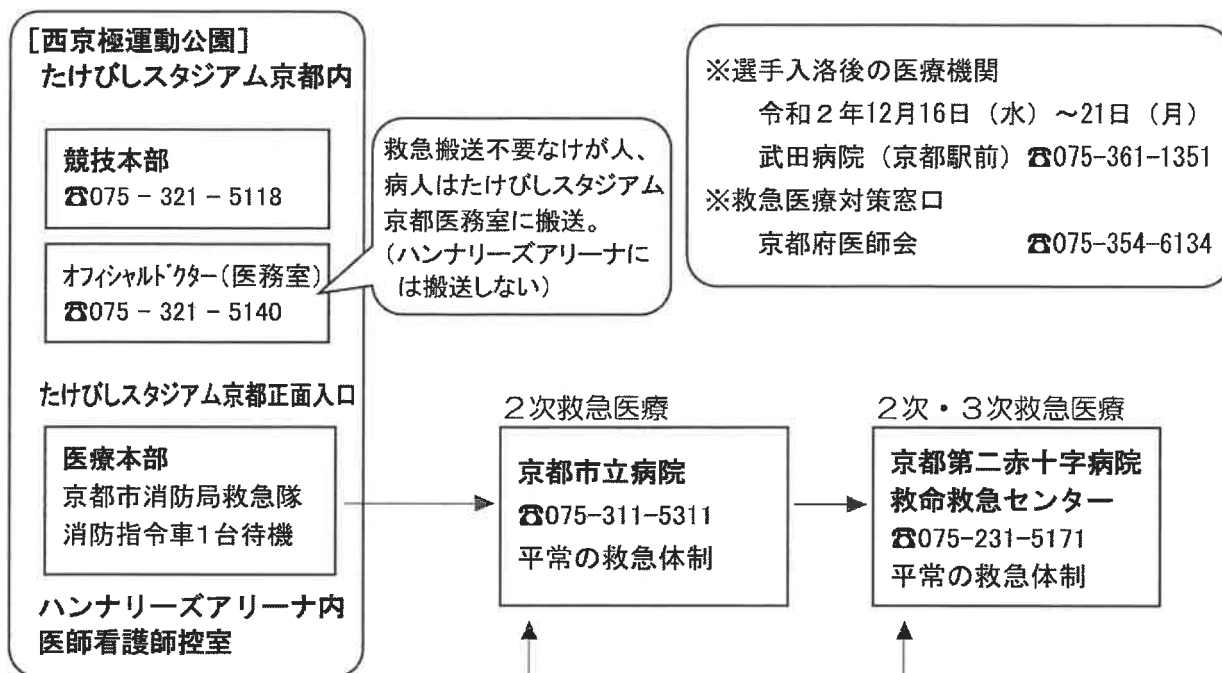 [西京極運動公園]
たけびしスタジアム京都内
競技本部
☎075－321－5118
オフィシャルドクター(医務室)
☎075－321－5140
たけびしスタジアム京都正面入口
医療本部
京都市消防局救急隊
消防指令車1台待機
ハンナリーズアリーナ内
医師看護師控室
救急搬送不要なけが人、
病人はたけびしスタジアム
京都医務室に搬送。
(ハンナリーズアリーナに
は搬送しない)
※選手入洛後の医療機関
令和２年12月16日（水）～21日（月）
武田病院（京都駅前）☎075-361-1351
※救急医療対策窓口
京都府医師会 ☎075-354-6134
２次救急医療
京都市立病院
☎075-311-5311
平常の救急体制
２次・３次救急医療
京都第二赤十字病院
救命救急センター
☎075-231-5171
平常の救急体制